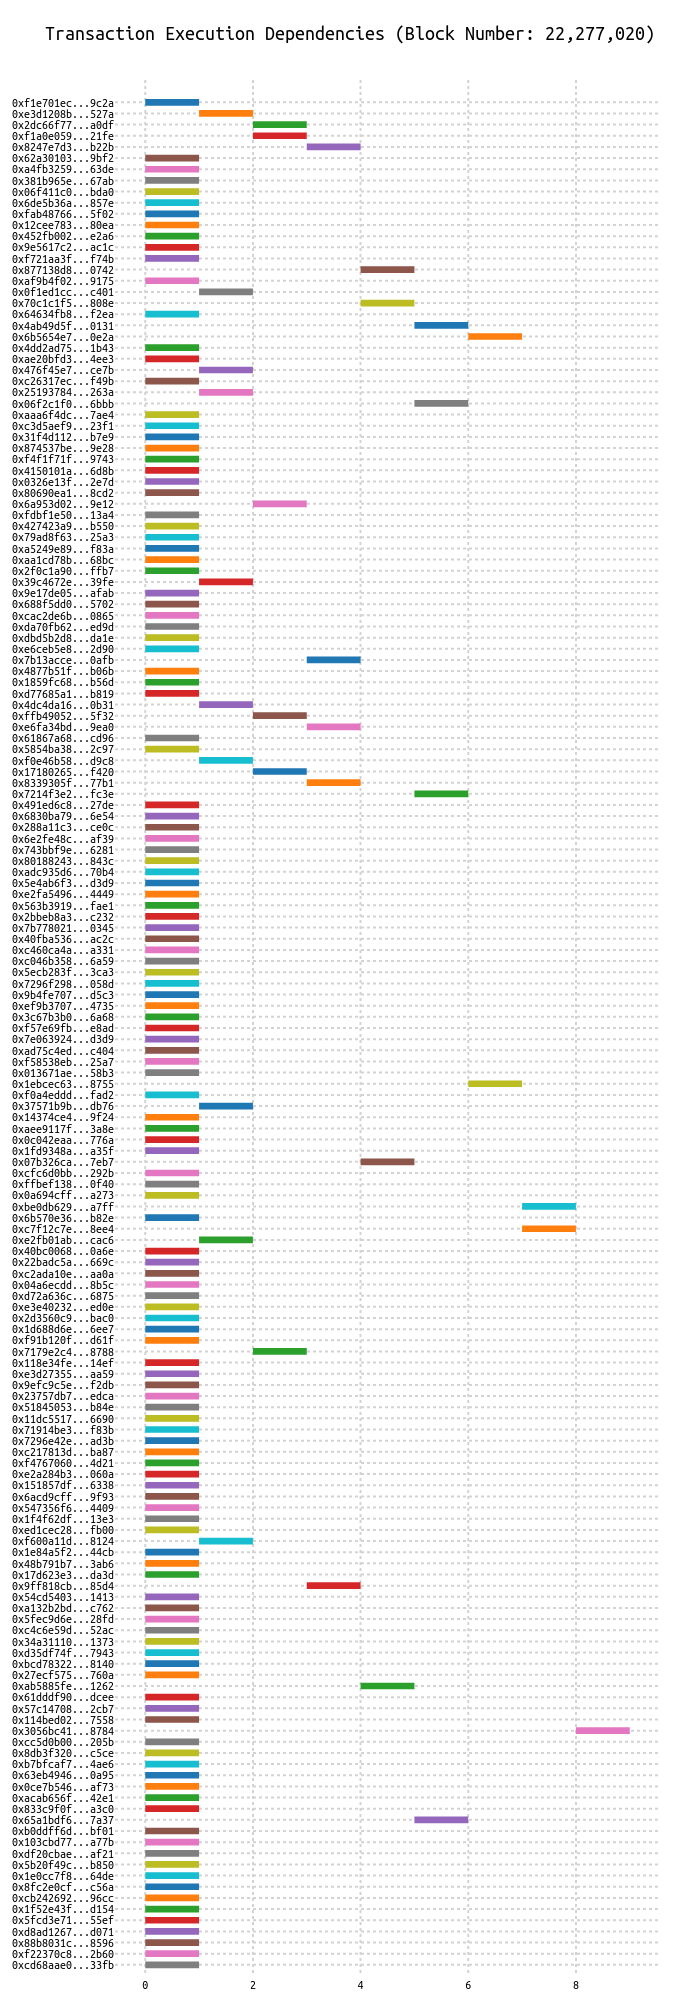 Transaction Execution Dependencies (Block Number: 22,277,020)
0xf1e701ec...9c2a
0xe3d1208b...527a
0x2dc66f77...a0df
0xf1a0e059...21fe
0x8247e7d3...b22b
0x62a30103...9bf2
0xa4fb3259...63de
0x381b965e...67ab
0x06f411c0...bda0
0x6de5b36a...857e
0xfab48766...5f02
0x12cee783...80ea
0x452fb002...e2a6
0x9e5617c2...ac1c
0xf721aa3f...f74b
0x877138d8...0742
0xaf9b4f02...9175
0x0f1ed1cc...c401
0x70c1c1f5...808e
0x64634fb8...f2ea
0x4ab49d5f...0131
0x6b5654e7...0e2a
0x4dd2ad75...1b43
0xae20bfd3...4ee3
0x476f45e7...ce7b
0xc26317ec...f49b
0x25193784...263a
0x06f2c1f0...6bbb
0xaaa6f4dc...7ae4
0xc3d5aef9...23f1
0x31f4d112...b7e9
0x874537be...9e28
0xf4f1f71f...9743
0x4150101a...6d8b
0x0326e13f...2e7d
0x80690ea1...8cd2
0x6a953d02...9e12
0xfdbf1e50...13a4
0x427423a9...b550
0x79ad8f63...25a3
0xa5249e89...f83a
0xaa1cd78b...68bc
0x2f0c1a90...ffb7
0x39c4672e...39fe
0x9e17de05...afab
0x688f5dd0...5702
0xcac2de6b...0865
0xda70fb62...ed9d
0xdbd5b2d8...da1e
0xe6ceb5e8...2d90
0x7b13acce...0afb
0x4877b51f...b06b
0x1859fc68...b56d
0xd77685a1...b819
0x4dc4da16...0b31
0xffb49052...5f32
0xe6fa34bd...9ea0
0x61867a68...cd96
0x5854ba38...2c97
0xf0e46b58...d9c8
0x17180265...f420
0x8339305f...77b1
0x7214f3e2...fc3e
0x491ed6c8...27de
0x6830ba79...6e54
0x288a11c3...ce0c
0x6e2fe48c...af39
0x743bbf9e...6281
0x80188243...843c
0xadc935d6...70b4
0x5e4ab6f3...d3d9
0xe2fa5496...4449
0x563b3919...fae1
0x2bbeb8a3...c232
0x7b778021...0345
0x40fba536...ac2c
0xc460ca4a...a331
0xc046b358...6a59
0x5ecb283f...3ca3
0x7296f298...058d
0x9b4fe707...d5c3
0xef9b3707...4735
0x3c67b3b0...6a68
0xf57e69fb...e8ad
0x7e063924...d3d9
0xad75c4ed...c404
0xf58538eb...25a7
0x013671ae...58b3
0x1ebcec63...8755
0xf0a4eddd...fad2
0x37571b9b...db76
0x14374ce4...9f24
0xaee9117f...3a8e
0x0c042eaa...776a
0x1fd9348a...a35f
0x07b326ca...7eb7
0xcfc6d0bb...292b
0xffbef138...0f40
0x0a694cff...a273
0xbe0db629...a7ff
0x6b570e36...b82e
0xc7f12c7e...8ee4
0xe2fb01ab...cac6
0x40bc0068...0a6e
0x22badc5a...669c
0xc2ada10e...aa0a
0x04a6ecdd...8b5c
0xd72a636c...6875
0xe3e40232...ed0e
0x2d3560c9...bac0
0x1d688d6e...6ee7
0xf91b120f...d61f
0x7179e2c4...8788
0x118e34fe...14ef
0xe3d27355...aa59
0x9efc9c5e...f2db
0x23757db7...edca
0x51845053...b84e
0x11dc5517...6690
0x71914be3...f83b
0x7296e42e...ad3b
0xc217813d...ba87
0xf4767060...4d21
0xe2a284b3...060a
0x151857df...6338
0x6acd9cff...9f93
0x547356f6...4409
0x1f4f62df...13e3
0xed1cec28...fb00
0xf600a11d...8124
0x1e84a5f2...44cb
0x48b791b7...3ab6
0x17d623e3...da3d
0x9ff818cb...85d4
0x54cd5403...1413
0xa132b2bd...c762
0x5fec9d6e...28fd
0xc4c6e59d...52ac
0x34a31110...1373
0xd35df74f...7943
0xbcd78322...8140
0x27ecf575...760a
0xab5885fe...1262
0x61dddf90...dcee
0x57c14708...2cb7
0x114bed02...7558
0x3056bc41...8784
0xcc5d0b00...205b
0x8db3f320...c5ce
0xb7bfcaf7...4ae6
0x63eb4946...0a95
0x0ce7b546...af73
0xacab656f...42e1
0x833c9f0f...a3c0
0x65a1bdf6...7a37
0xb0ddff6d...bf01
0x103cbd77...a77b
0xdf20cbae...af21
0x5b20f49c...b850
0x1e0cc7f8...64de
0x8fc2e0cf...c56a
0xcb242692...96cc
0x1f52e43f...d154
0x5fcd3e71...55ef
0xd8ad1267...d071
0x88b8031c...8596
0xf22370c8...2b60
0xcd68aae0...33fb
0 2 4 6 8